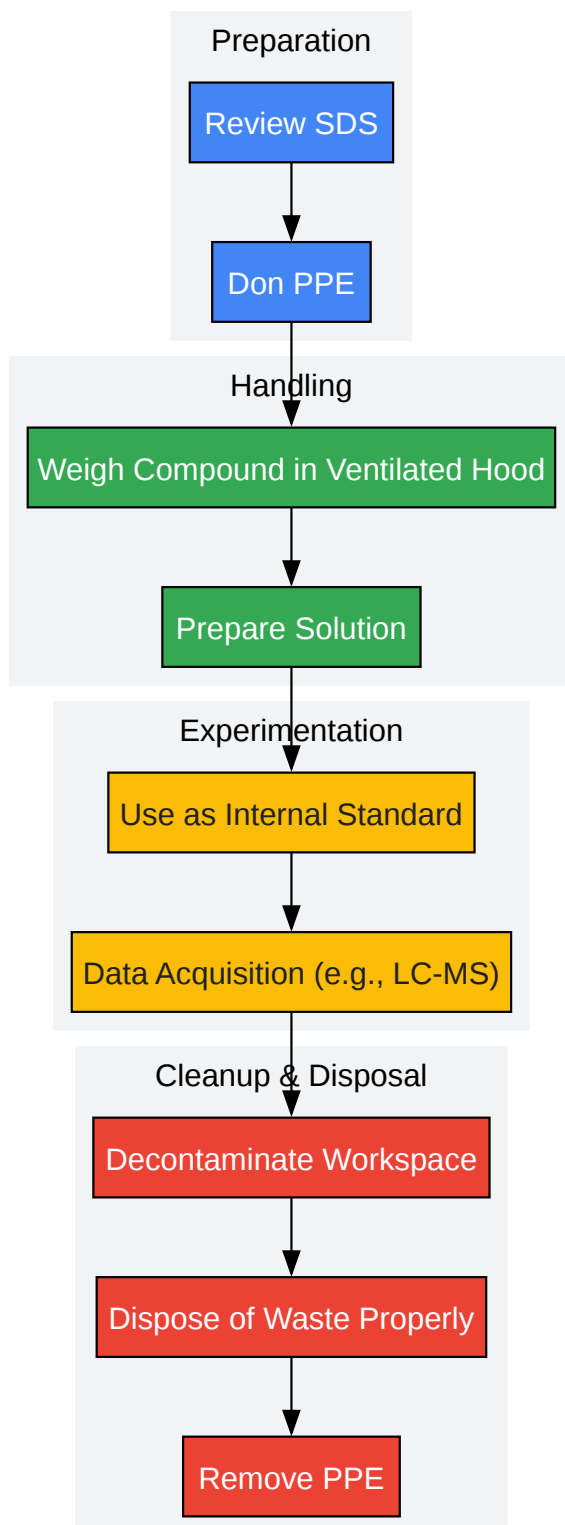 Preparation
Review SDS
Don PPE
Handling
Weigh Compound in Ventilated Hood
Prepare Solution
Experimentation
Use as Internal Standard
Data Acquisition (e.g., LC-MS)
Cleanup & Disposal
Decontaminate Workspace
Dispose of Waste Properly
Remove PPE